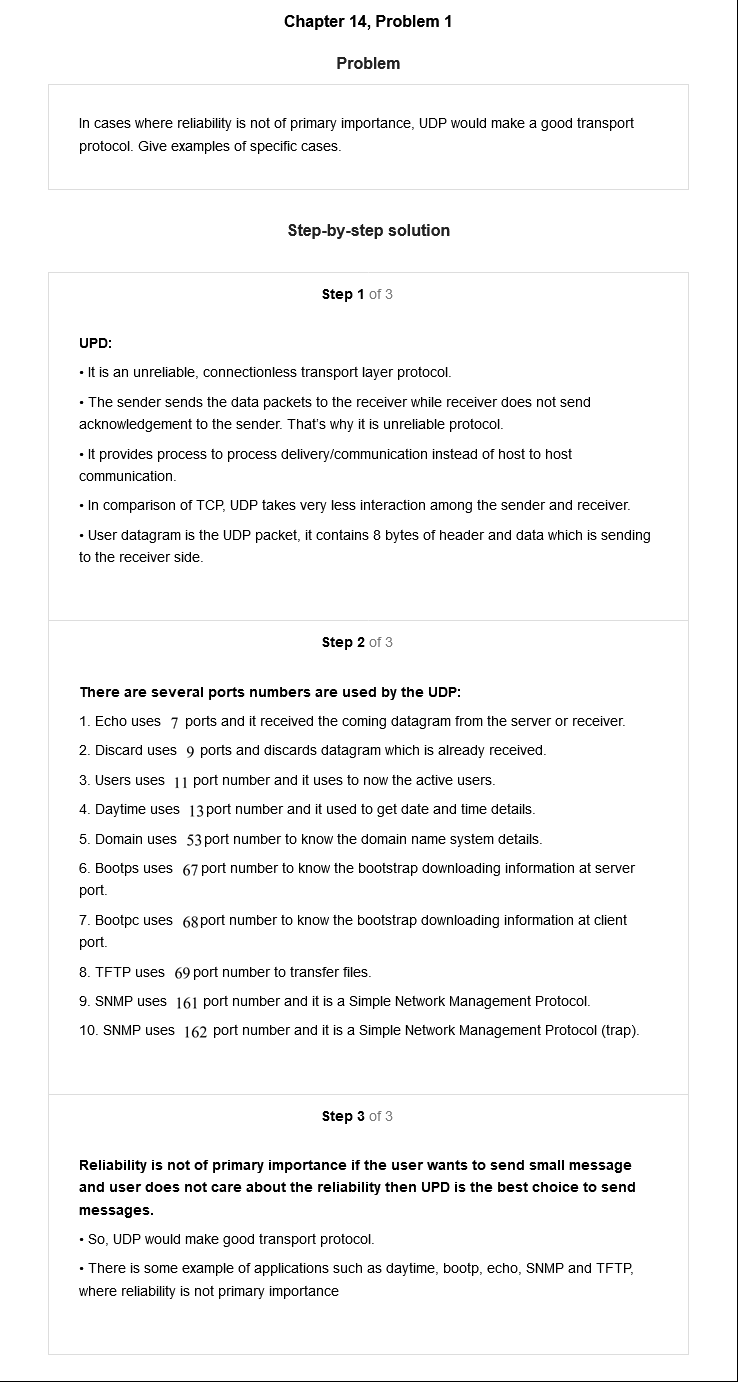 Chapter 14, Problem 1
Problem
In cases where reliability is not of primary importance, UDP would make a good transport
protocol. Give examples of specific cases.
Step-by-step solution
Step 1 of 3
UPD:
• It is an unreliable, connectionless transport layer protocol.
• The sender sends the data packets to the receiver while receiver does not send
acknowledgement to the sender. That's why it is unreliable protocol.
• It provides process to process delivery/communication instead of host to host
communication.
• In comparison of TCP, UDP takes very less interaction among the sender and receiver.
• User datagram is the UDP packet, it contains 8 bytes of header and data which is sending
to the receiver side.
Step 2 of 3
There are several ports numbers are used by the UDP:
1. Echo uses 7 ports and it received the coming datagram from the server or receiver.
2. Discard uses 9 ports and discards datagram which is already received.
3. Users uses 11 port number and it uses to now the active users.
4. Daytime uses 13 port number and it used to get date and time details.
5. Domain uses 53 port number to know the domain name system details.
6. Bootps uses 67 port number to know the bootstrap downloading information at server
port.
7. Bootpc uses 68 port number to know the bootstrap downloading information at client
port.
8. TFTP uses 69 port number to transfer files.
9. SNMP uses 161 port number and it is a Simple Network Management Protocol.
10. SNMP uses 162 port number and it is a Simple Network Management Protocol (trap).
Step 3 of 3
Reliability is not of primary importance if the user wants to send small message
and user does not care about the reliability then UPD is the best choice to send
messages.
• So, UDP would make good transport protocol.
• There is some example of applications such as daytime, bootp, echo, SNMP and TFTP,
where reliability is not primary importance